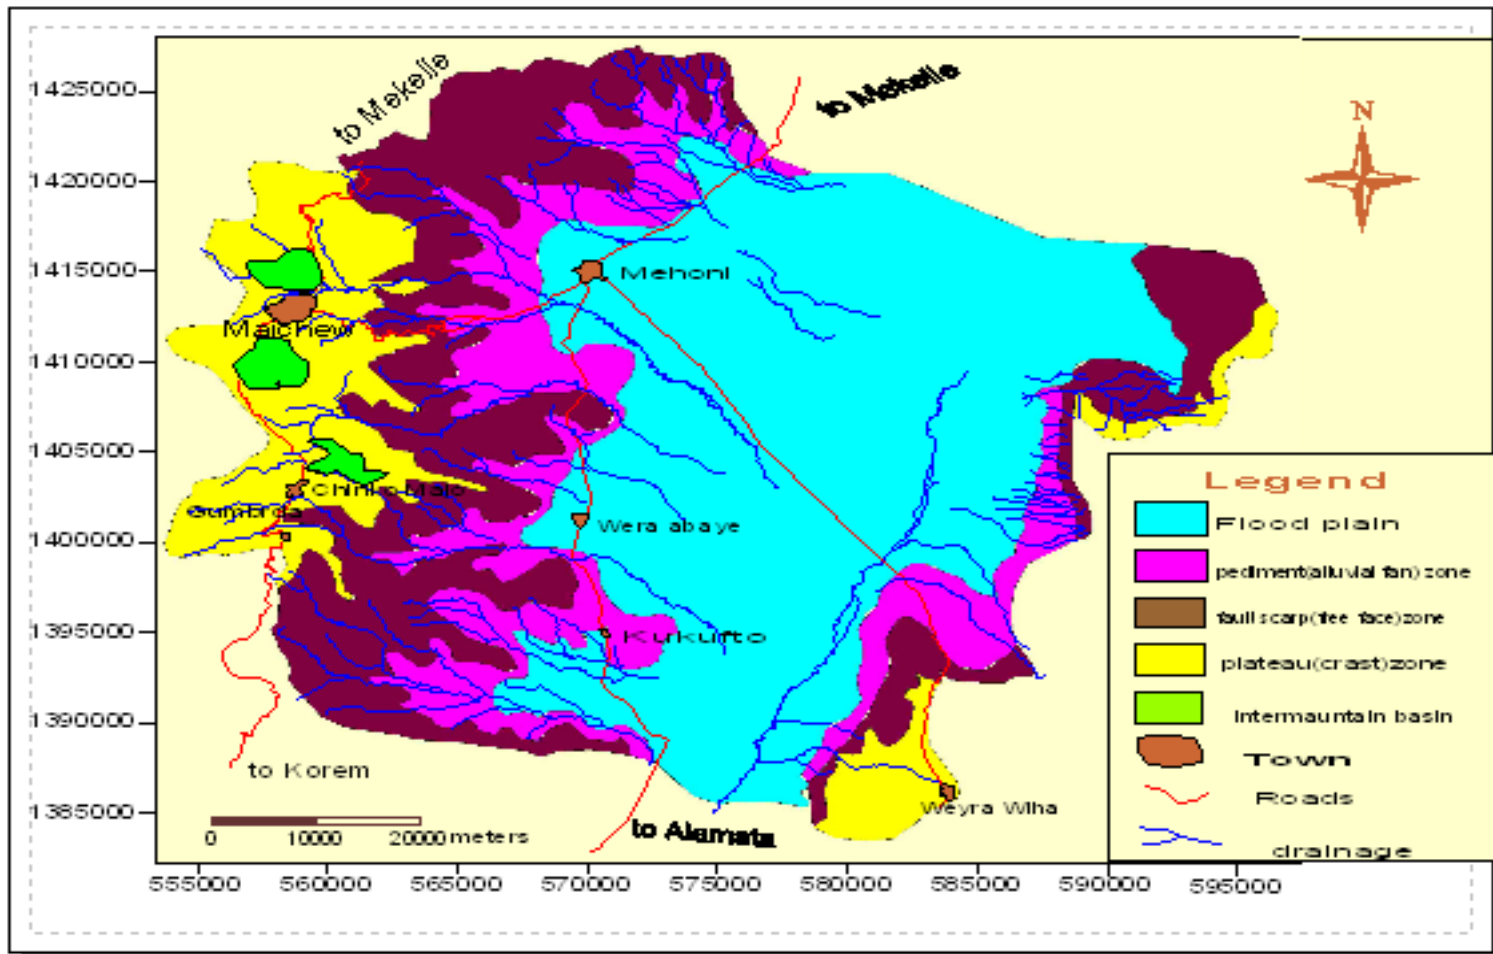 to Mekelle
to Mekelle
N
1425000
1420000
1415000
1410000
1405000
1400000
1395000
1390000
1385000
Mehoni
Maichew
Chinko Majo
Gumbrda
Wera abaye
Kukufto
to Korem
0 10000 20000 meters
to Alamata
Weyra Wiha
Legend
Flood plain
pediment(alluvial fan) zone
fault scarp(free face)zone
plateau(crast)zone
intermauntain basin
Town
Roads
drainage
555000 560000 565000 570000 575000 580000 585000 590000 595000